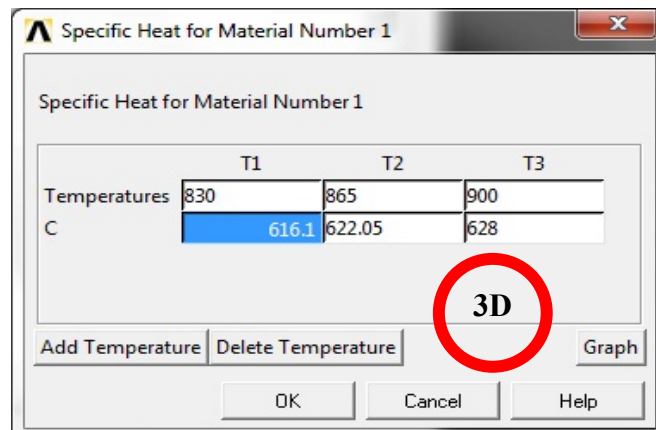 Specific Heat for Material Number 1
Specific Heat for Material Number 1
T1 T2 T3
Temperatures 830 865 900
C 616.1 622.05 628
3D
Add Temperature Delete Temperature Graph
OK Cancel Help